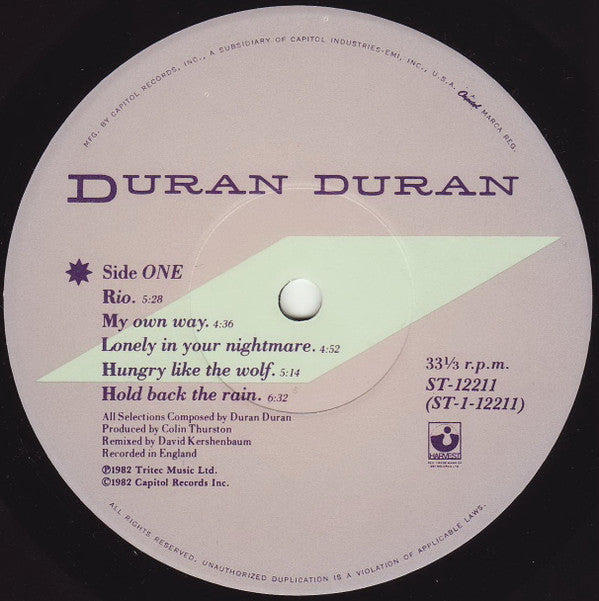 MFG. BY CAPITOL RECORDS, INC., A SUBSIDIARY OF CAPITOL INDUSTRIES-EMI, INC., U.S.A. Capitol MARCA REG.
DURAN DURAN
Side ONE
Rio. 5:28
My own way. 4:36
Lonely in your nightmare. 4:52
Hungry like the wolf. 5:14
Hold back the rain. 6:32
All Selections Composed by Duran Duran
Produced by Colin Thurston
Remixed by David Kershenbaum
Recorded in England
℗1982 Tritec Music Ltd.
©1982 Capitol Records Inc.
33⅓ r.p.m.
ST-12211
(ST-1-12211)
HARVEST
ALL RIGHTS RESERVED. UNAUTHORIZED DUPLICATION IS A VIOLATION OF APPLICABLE LAWS.